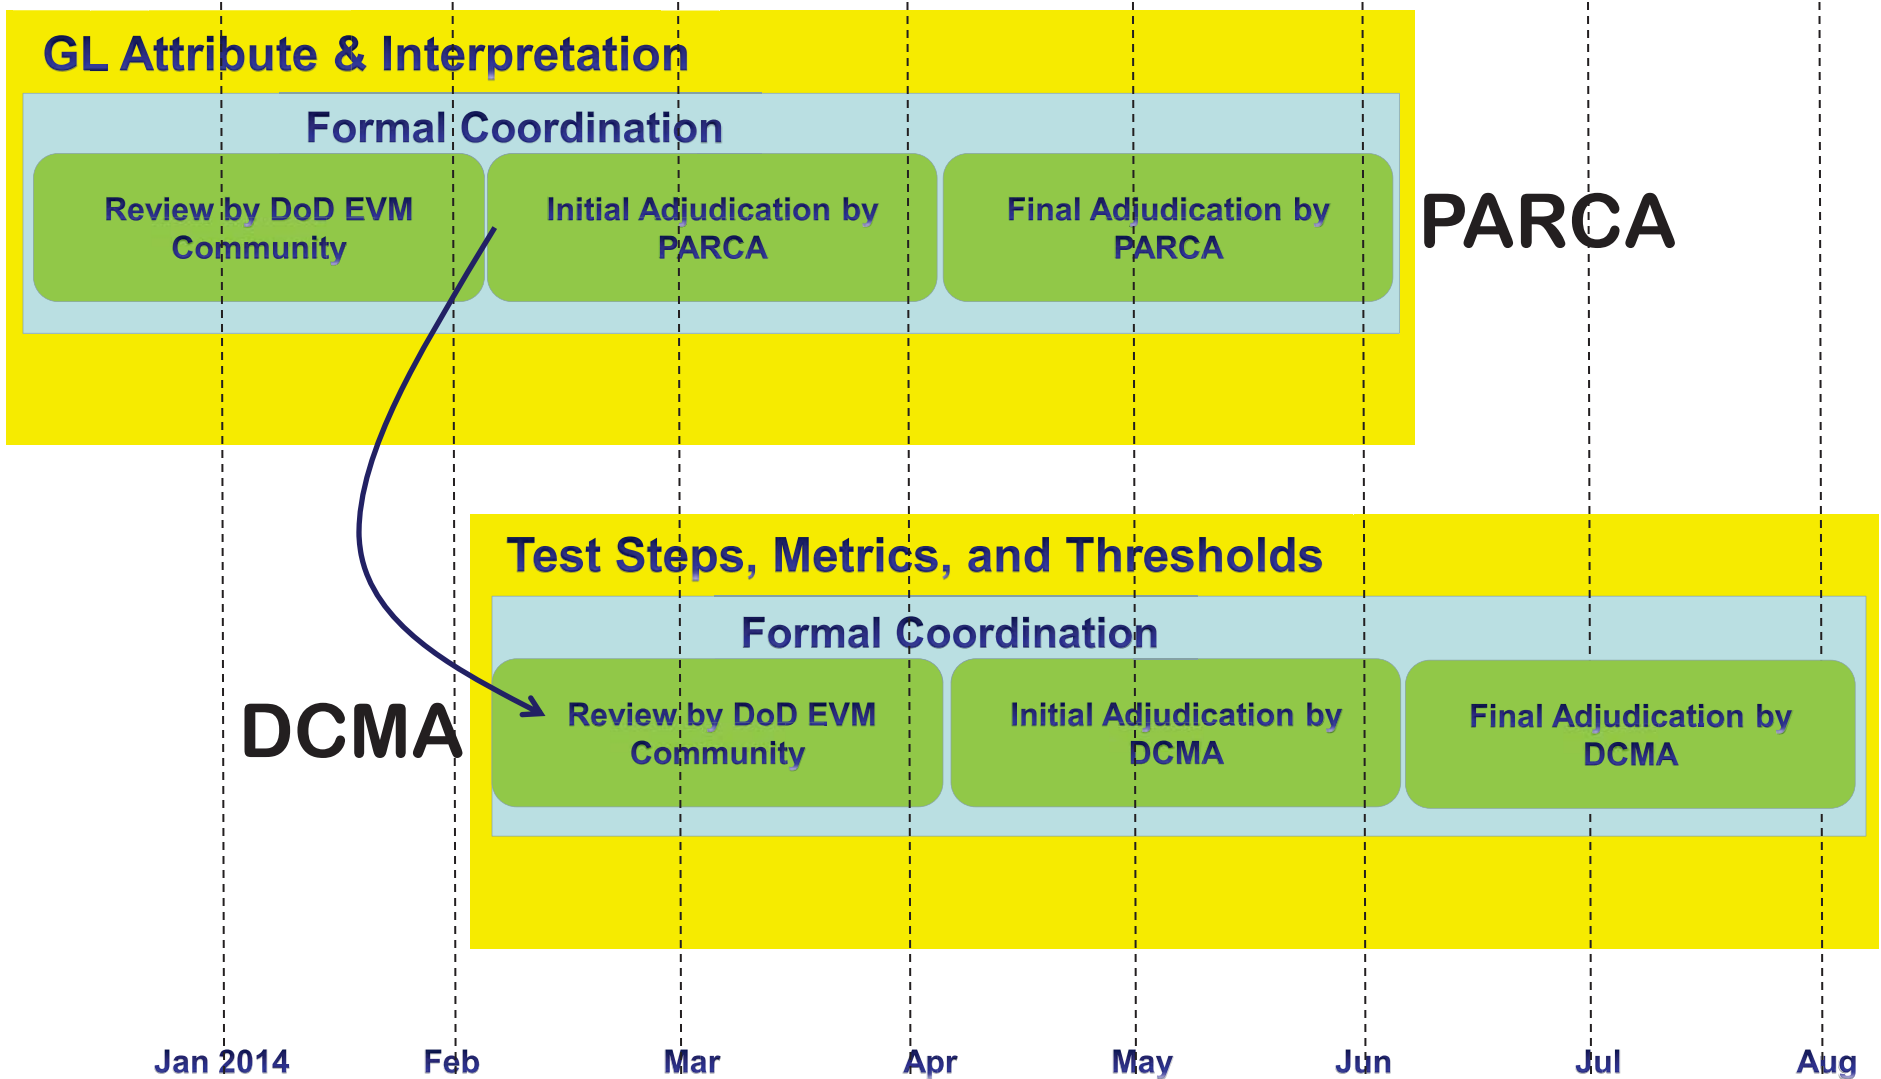 GL Attribute & Interpretation
Formal Coordination
Review by DoD EVM
Community
Initial Adjudication by
PARCA
Final Adjudication by
PARCA
PARCA
Test Steps, Metrics, and Thresholds
Formal Coordination
DCMA
Review by DoD EVM
Community
Initial Adjudication by
DCMA
Final Adjudication by
DCMA
Jan 2014
Feb
Mar
Apr
May
Jun
Jul
Aug